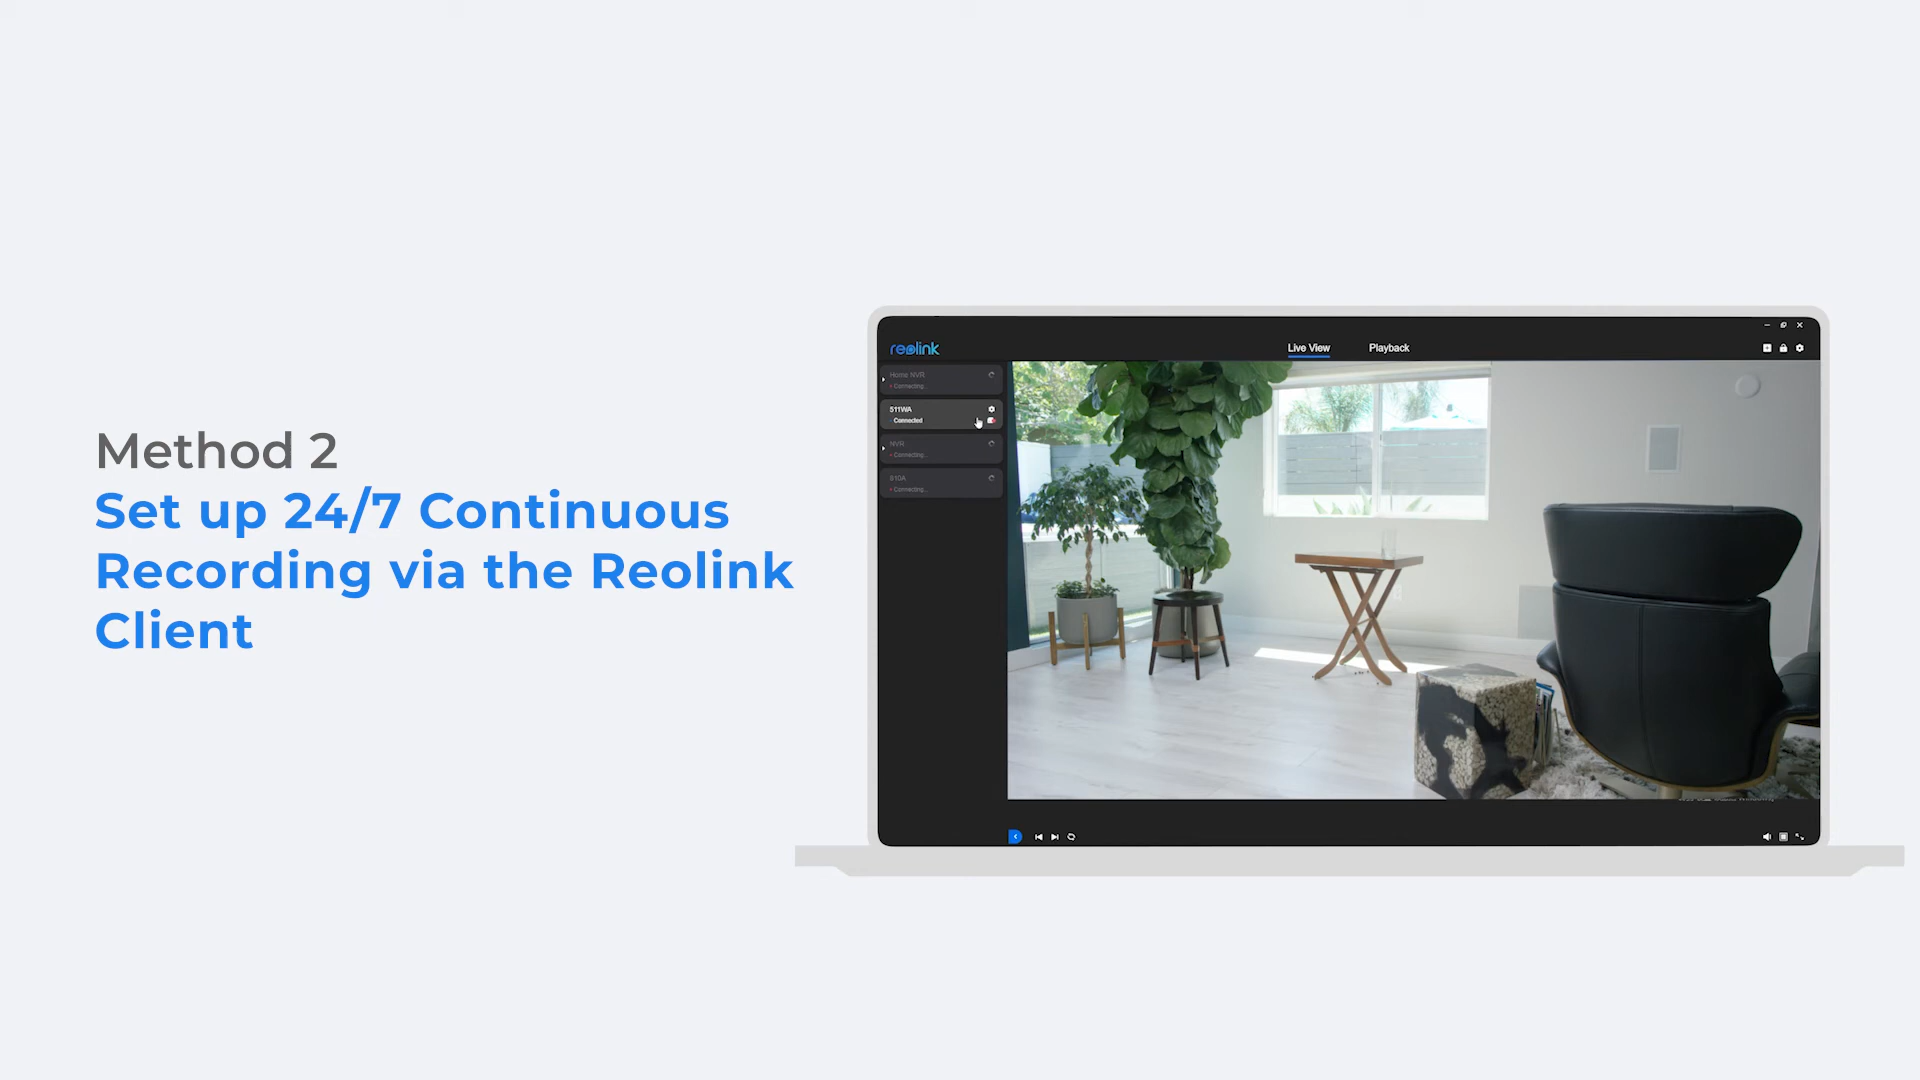 Method 2
Set up 24/7 Continuous
Recording via the Reolink
Client
reolink
Live View
Playback
Home NVR
Connecting...
511WA
Connected
NVR
Connecting...
810A
Connecting...